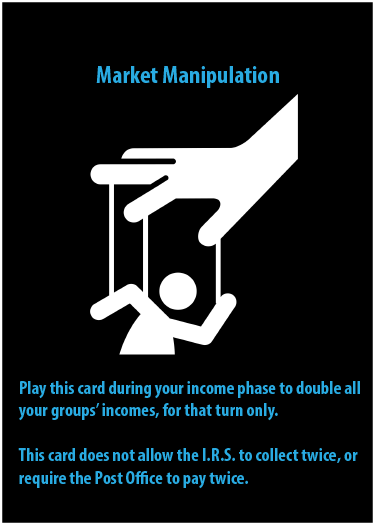 Market Manipulation
Play this card during your income phase to double all
your groups’ incomes, for that turn only.
This card does not allow the I.R.S. to collect twice, or
require the Post Office to pay twice.